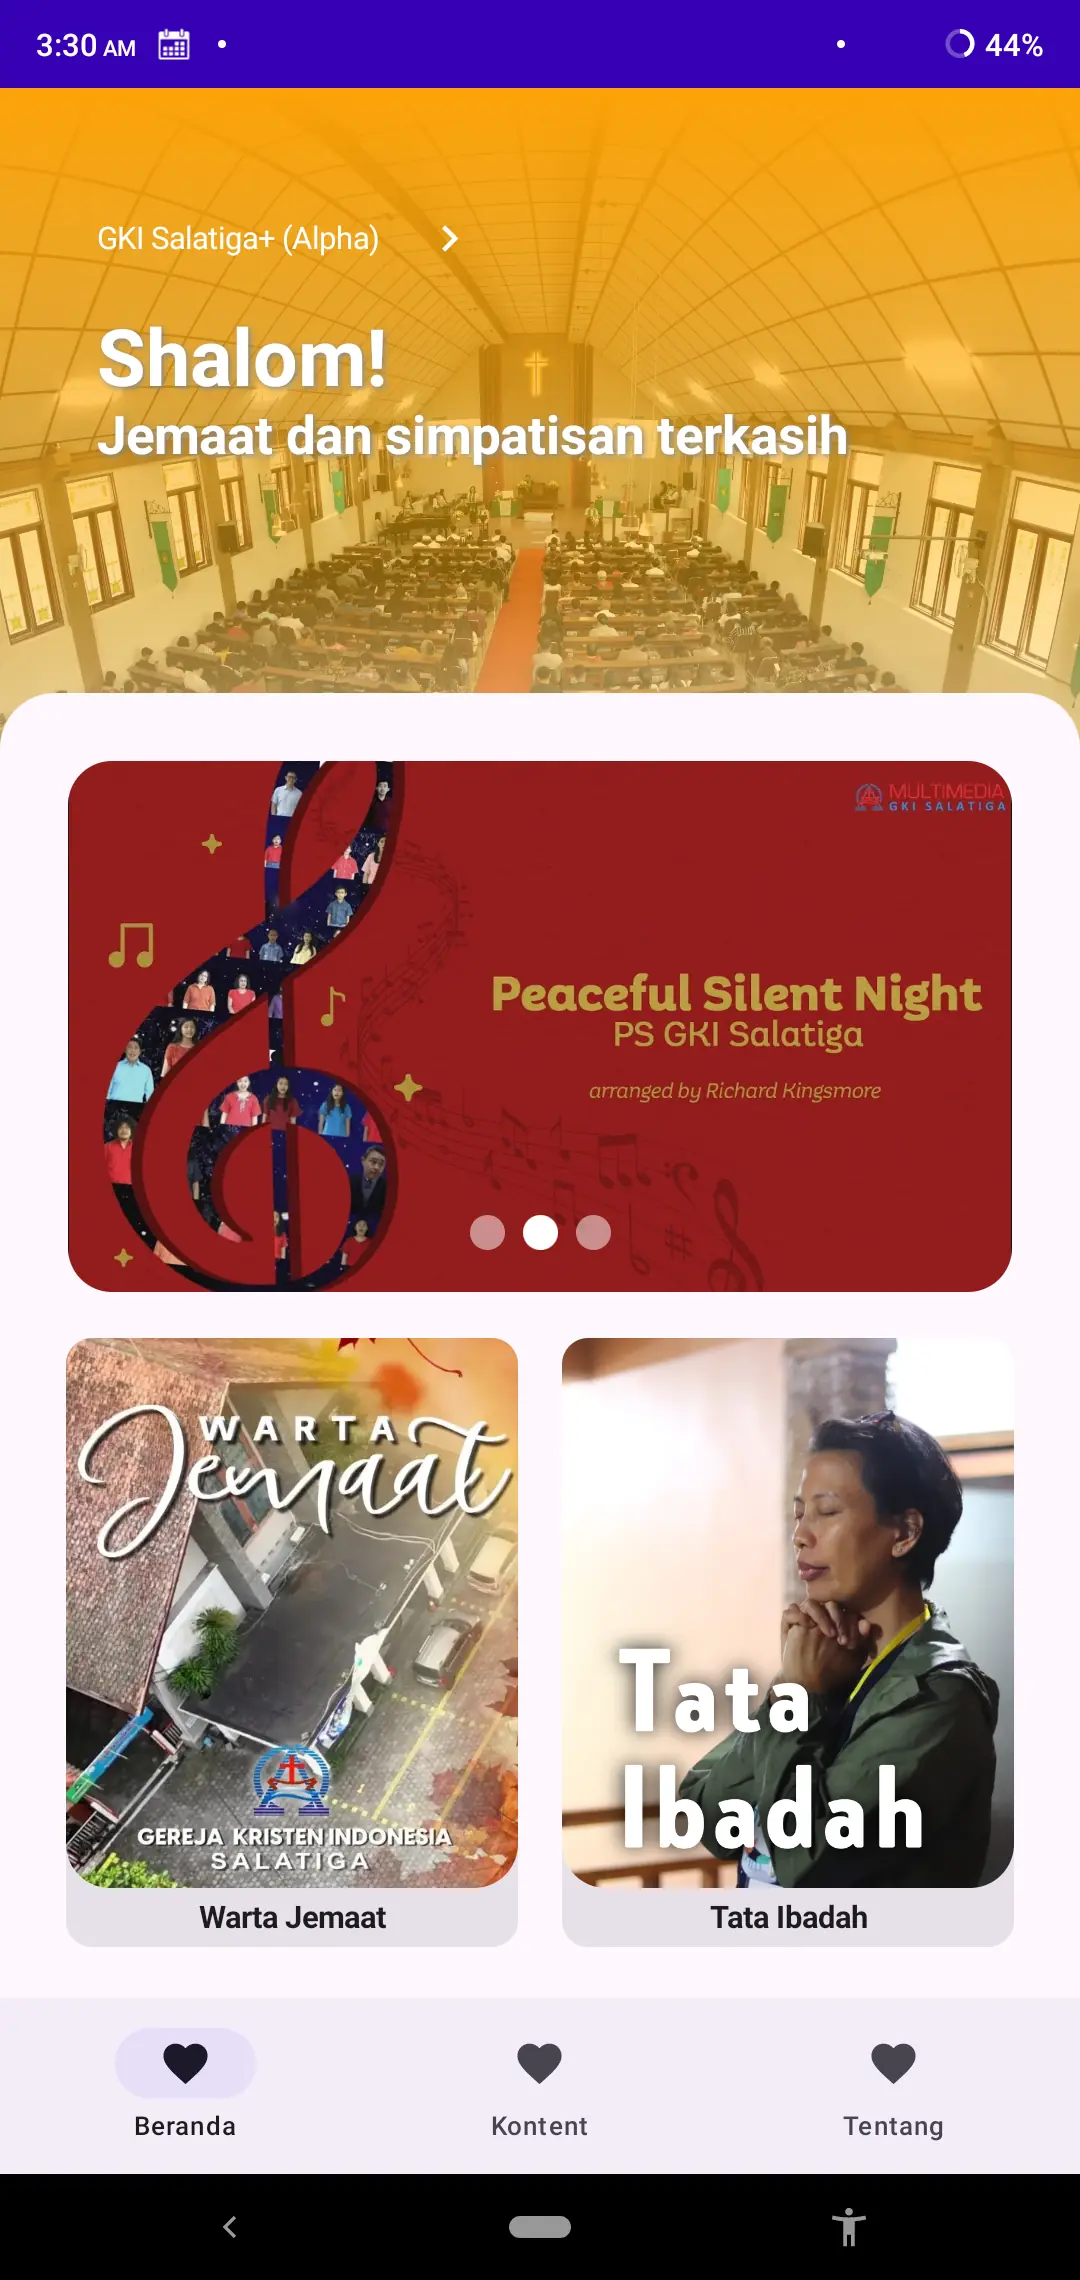 3:30 AM
44%
GKI Salatiga+ (Alpha)
Shalom!
Jemaat dan simpatisan terkasih
MULTIMEDIA
GKI SALATIGA
Peaceful Silent Night
PS GKI Salatiga
arranged by Richard Kingsmore
WARTA
Jemaat
GEREJA KRISTEN INDONESIA
SALATIGA
Warta Jemaat
Tata
Ibadah
Tata Ibadah
Beranda
Kontent
Tentang